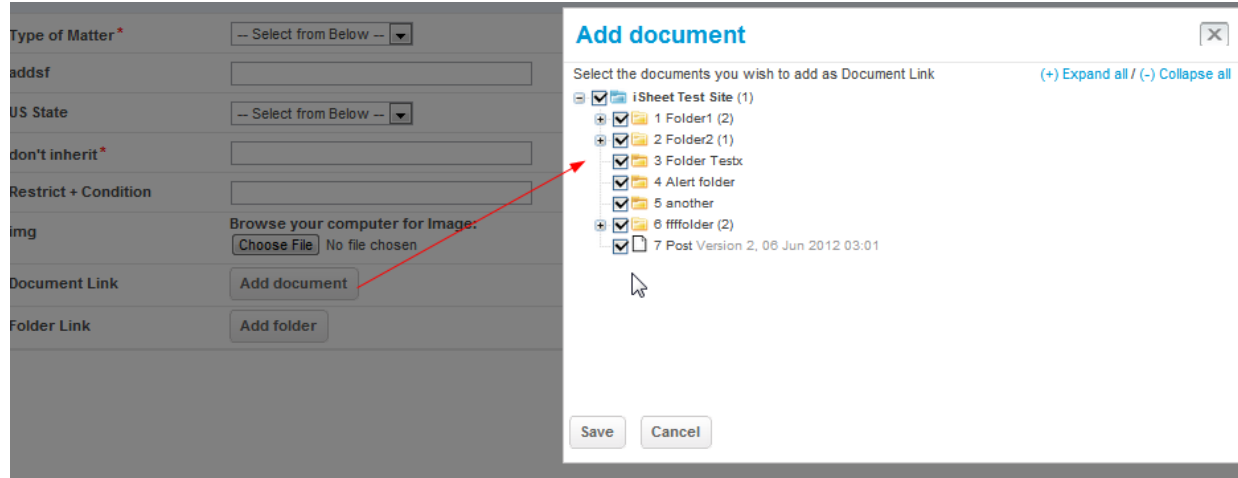 Type of Matter*
-- Select from Below --
addsf
US State
-- Select from Below --
don't inherit*
Restrict + Condition
img
Browse your computer for Image:
Choose File No file chosen
Document Link
Add document
Folder Link
Add folder
Add document
Select the documents you wish to add as Document Link
(+) Expand all / (-) Collapse all
iSheet Test Site (1)
1 Folder1 (2)
2 Folder2 (1)
3 Folder Testx
4 Alert folder
5 another
6 ffffolder (2)
7 Post Version 2, 06 Jun 2012 03:01
Save
Cancel